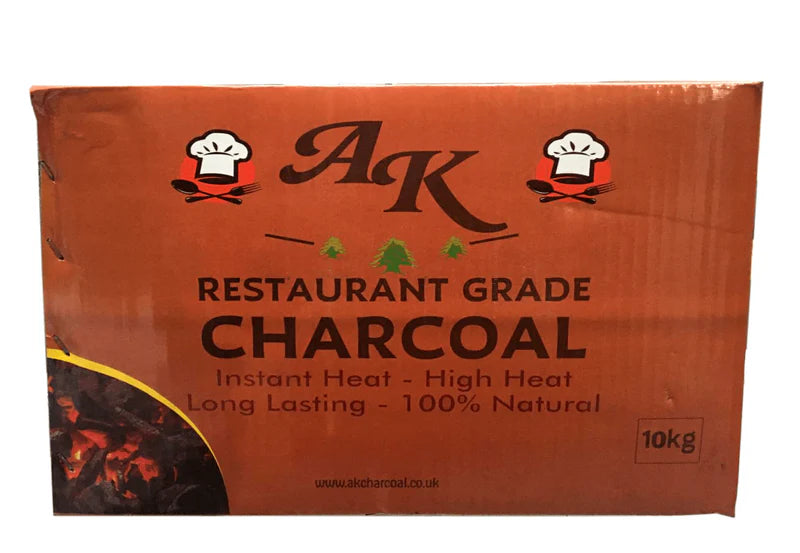 AK
RESTAURANT GRADE
CHARCOAL
Instant Heat - High Heat
Long Lasting - 100% Natural
10kg
www.akcharcoal.co.uk